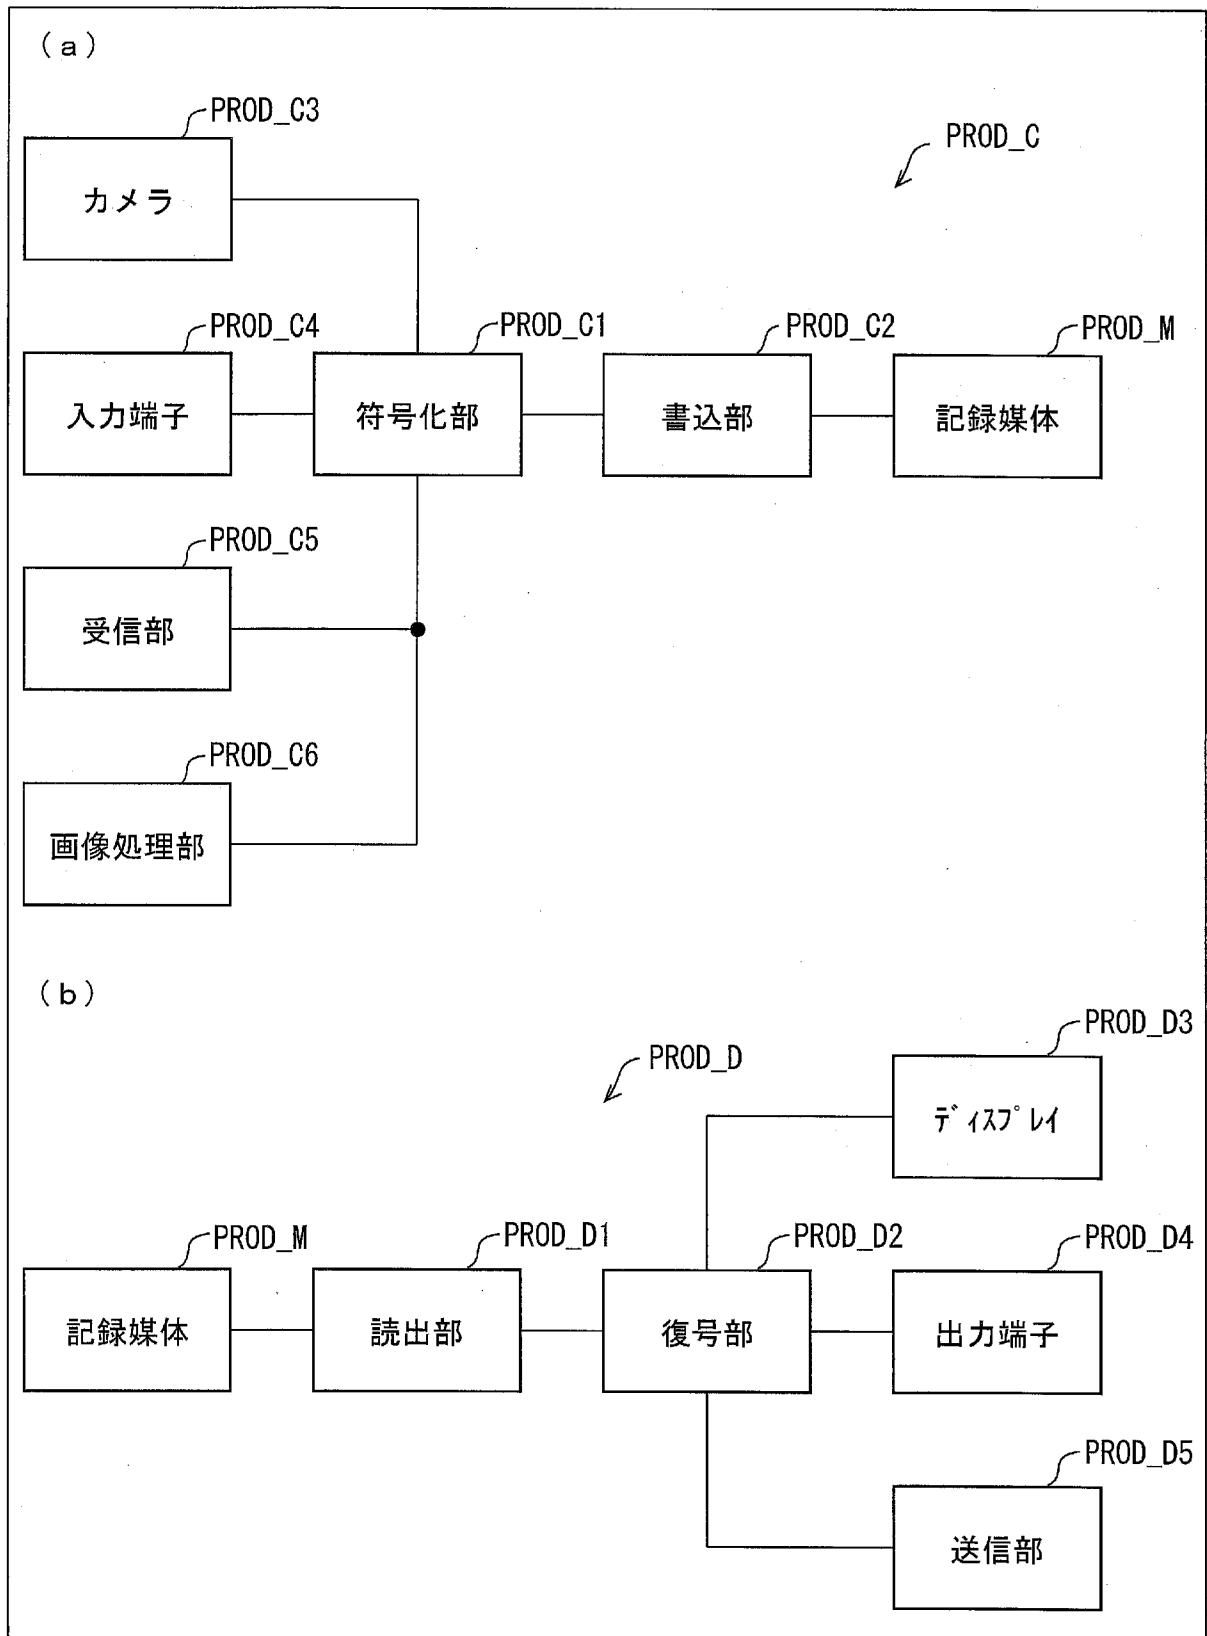 (a)
PROD_C3
PROD_C
カメラ
PROD_C4
PROD_C1
PROD_C2
PROD_M
入力端子
符号化部
書込部
記録媒体
PROD_C5
受信部
PROD_C6
画像処理部
(b)
PROD_D3
PROD_D
ディスプレイ
PROD_M
PROD_D1
PROD_D2
PROD_D4
記録媒体
読出部
復号部
出力端子
PROD_D5
送信部